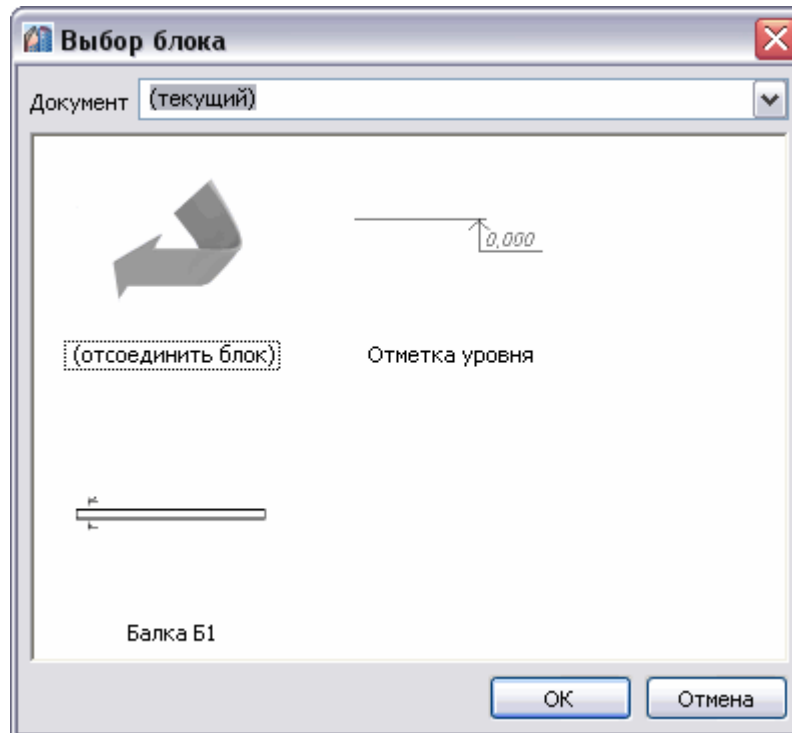 Выбор блока
Документ (текущий)
0,000
(отсоединить блок) Отметка уровня
Балка Б1
ОК Отмена